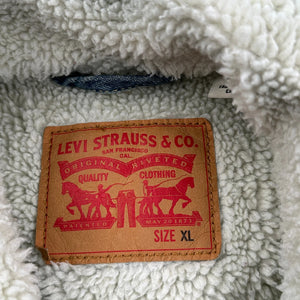 LEVI STRAUSS & CO.
SAN FRANCISCO
CAL.
ORIGINAL RIVETED
QUALITY CLOTHING
PATENTED MAY 20 1873
SIZE XL